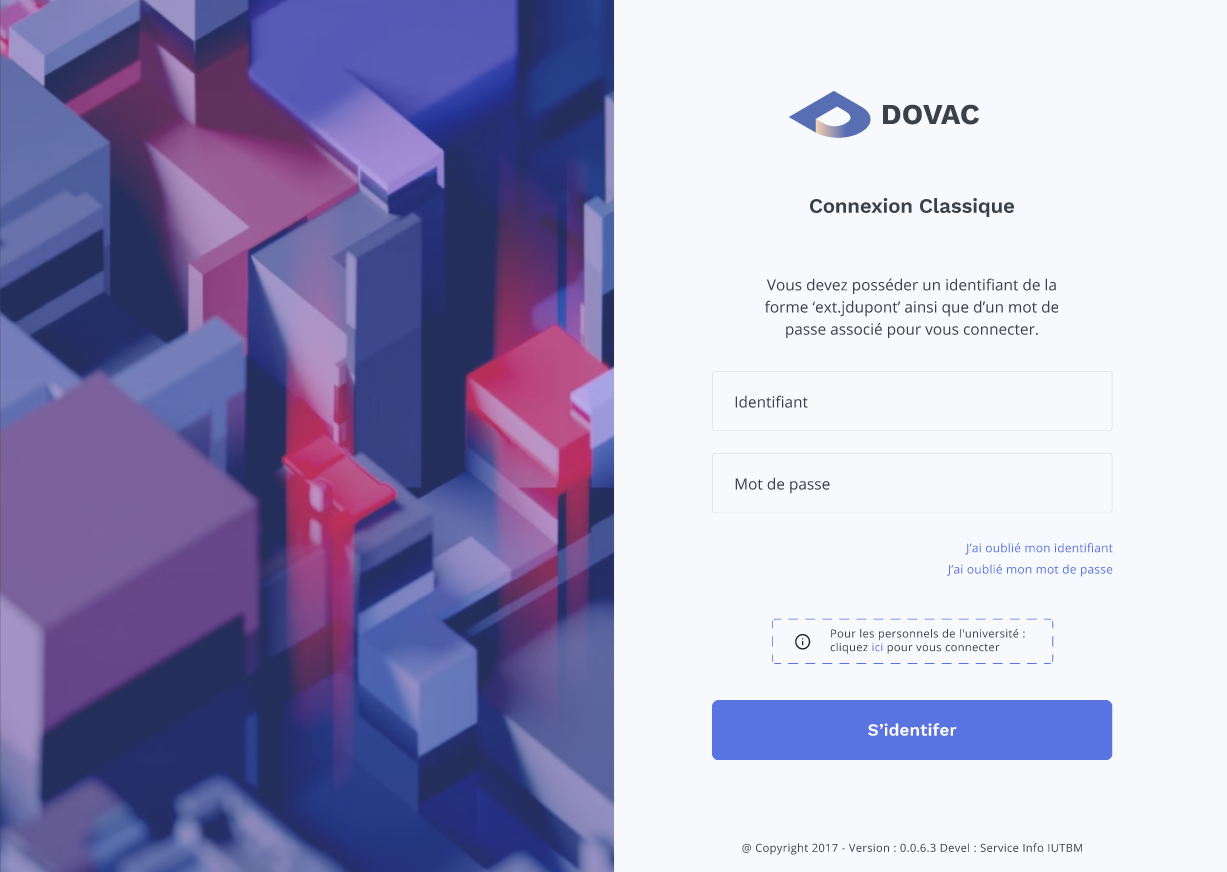 DOVAC
Connexion Classique
Vous devez posséder un identifiant de la
forme ‘ext.jdupont’ ainsi que d’un mot de
passe associé pour vous connecter.
Identifiant
Mot de passe
J’ai oublié mon identifiant
J’ai oublié mon mot de passe
Pour les personnels de l'université :
cliquez ici pour vous connecter
S’identifer
@ Copyright 2017 - Version : 0.0.6.3 Devel : Service Info IUTBM